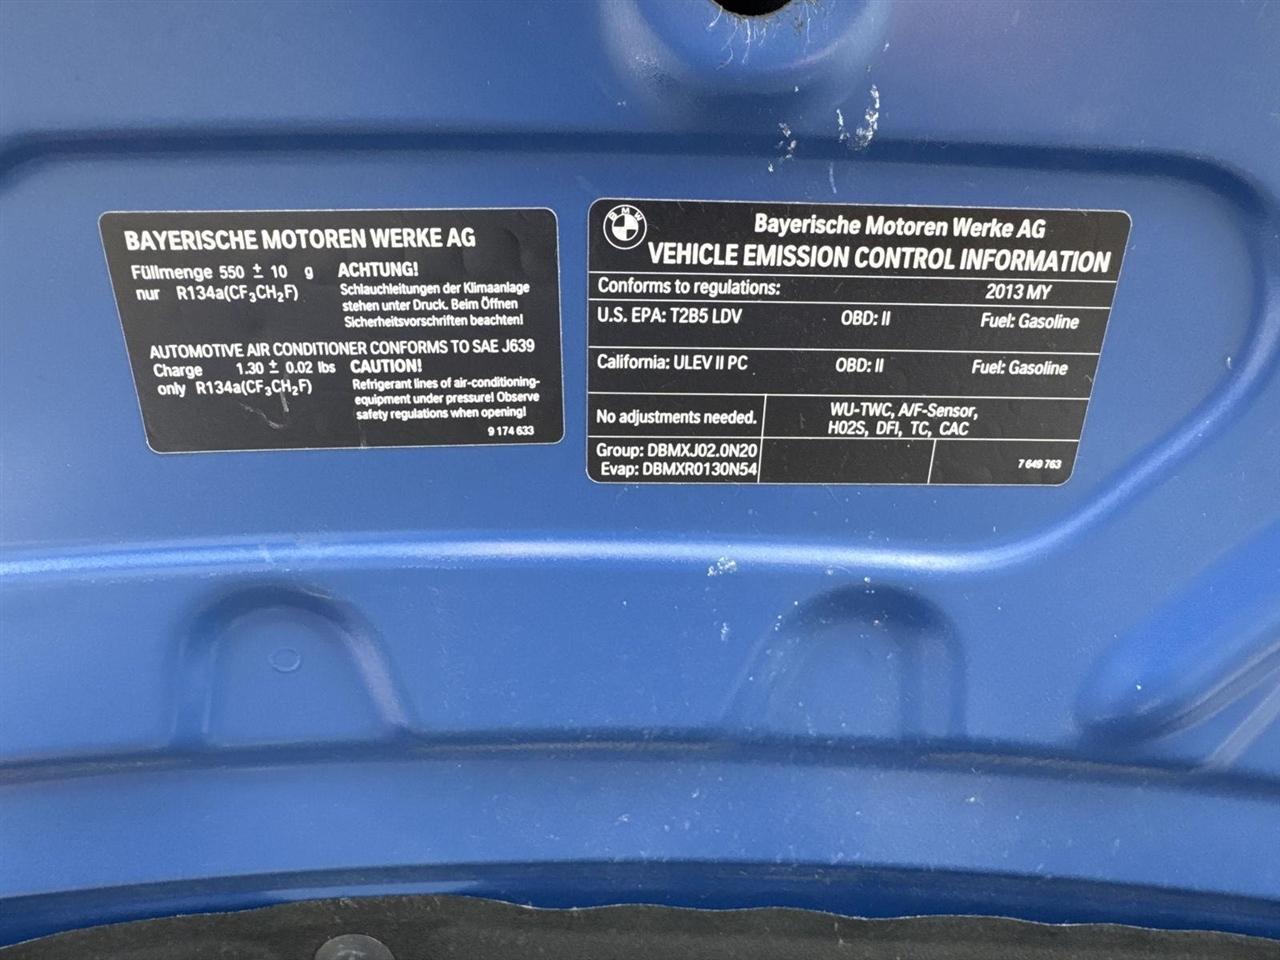 BAYERISCHE MOTOREN WERKE AG
Füllmenge 550 ± 10 g
nur R134a(CF₃CH₂F)
ACHTUNG!
Schlauchleitungen der Klimaanlage
stehen unter Druck. Beim Öffnen
Sicherheitsvorschriften beachten!
AUTOMOTIVE AIR CONDITIONER CONFORMS TO SAE J639
Charge 1.30 ± 0.02 lbs
only R134a(CF₃CH₂F)
CAUTION!
Refrigerant lines of air-conditioning-
equipment under pressure! Observe
safety regulations when opening!
9 174 633
BMW
Bayerische Motoren Werke AG
VEHICLE EMISSION CONTROL INFORMATION
Conforms to regulations: 2013 MY
U.S. EPA: T2B5 LDV OBD: II Fuel: Gasoline
California: ULEV II PC OBD: II Fuel: Gasoline
No adjustments needed.
WU-TWC, A/F-Sensor,
HO2S, DFI, TC, CAC
Group: DBMXJ02.0N20
Evap: DBMXR0130N54
7 649 763